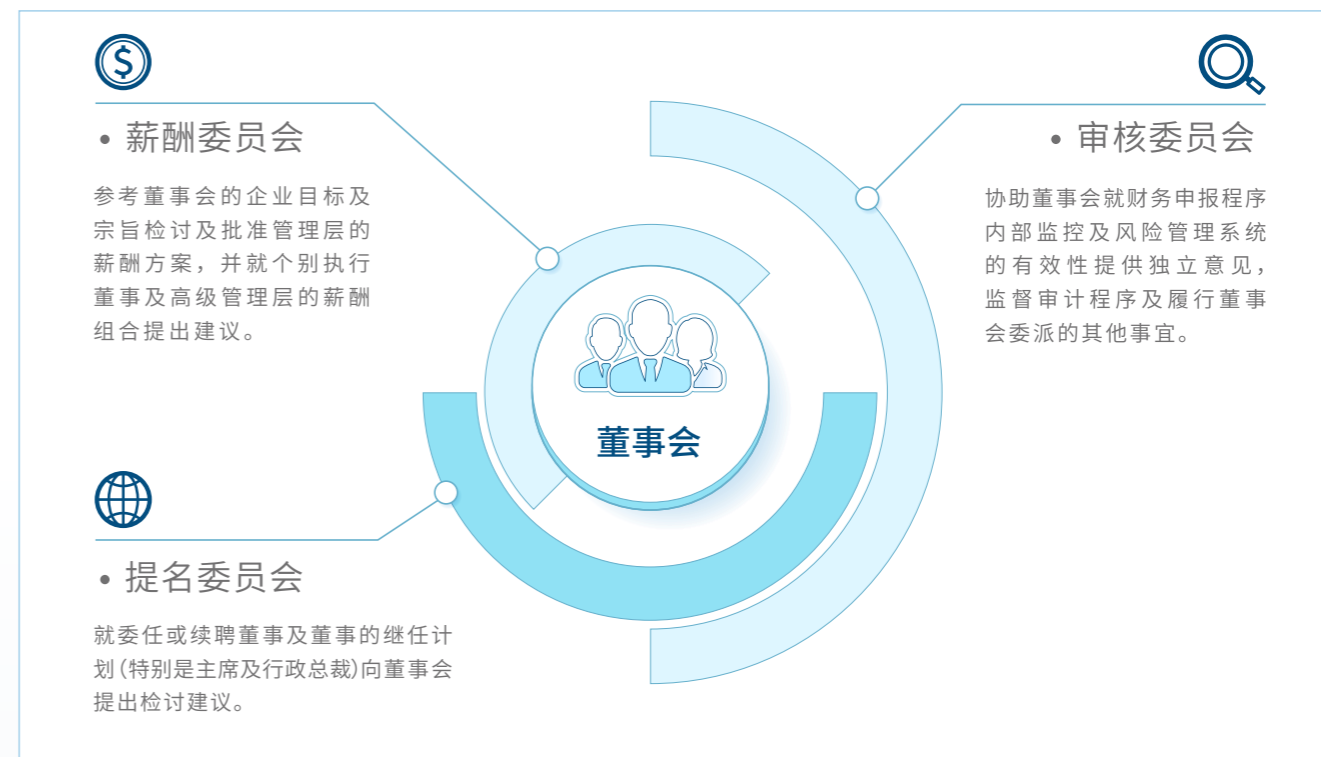 • 薪酬委员会
参考董事会的企业目标及
宗旨检讨及批准管理层的
薪酬方案，并就个别执行
董事及高级管理层的薪酬
组合提出建议。
• 审核委员会
协助董事会就财务申报程序
内部监控及风险管理系统
的有效性提供独立意见，
监督审计程序及履行董事
会委派的其他事宜。
董事会
• 提名委员会
就委任或续聘董事及董事的继任计
划(特别是主席及行政总裁)向董事会
提出检讨建议。